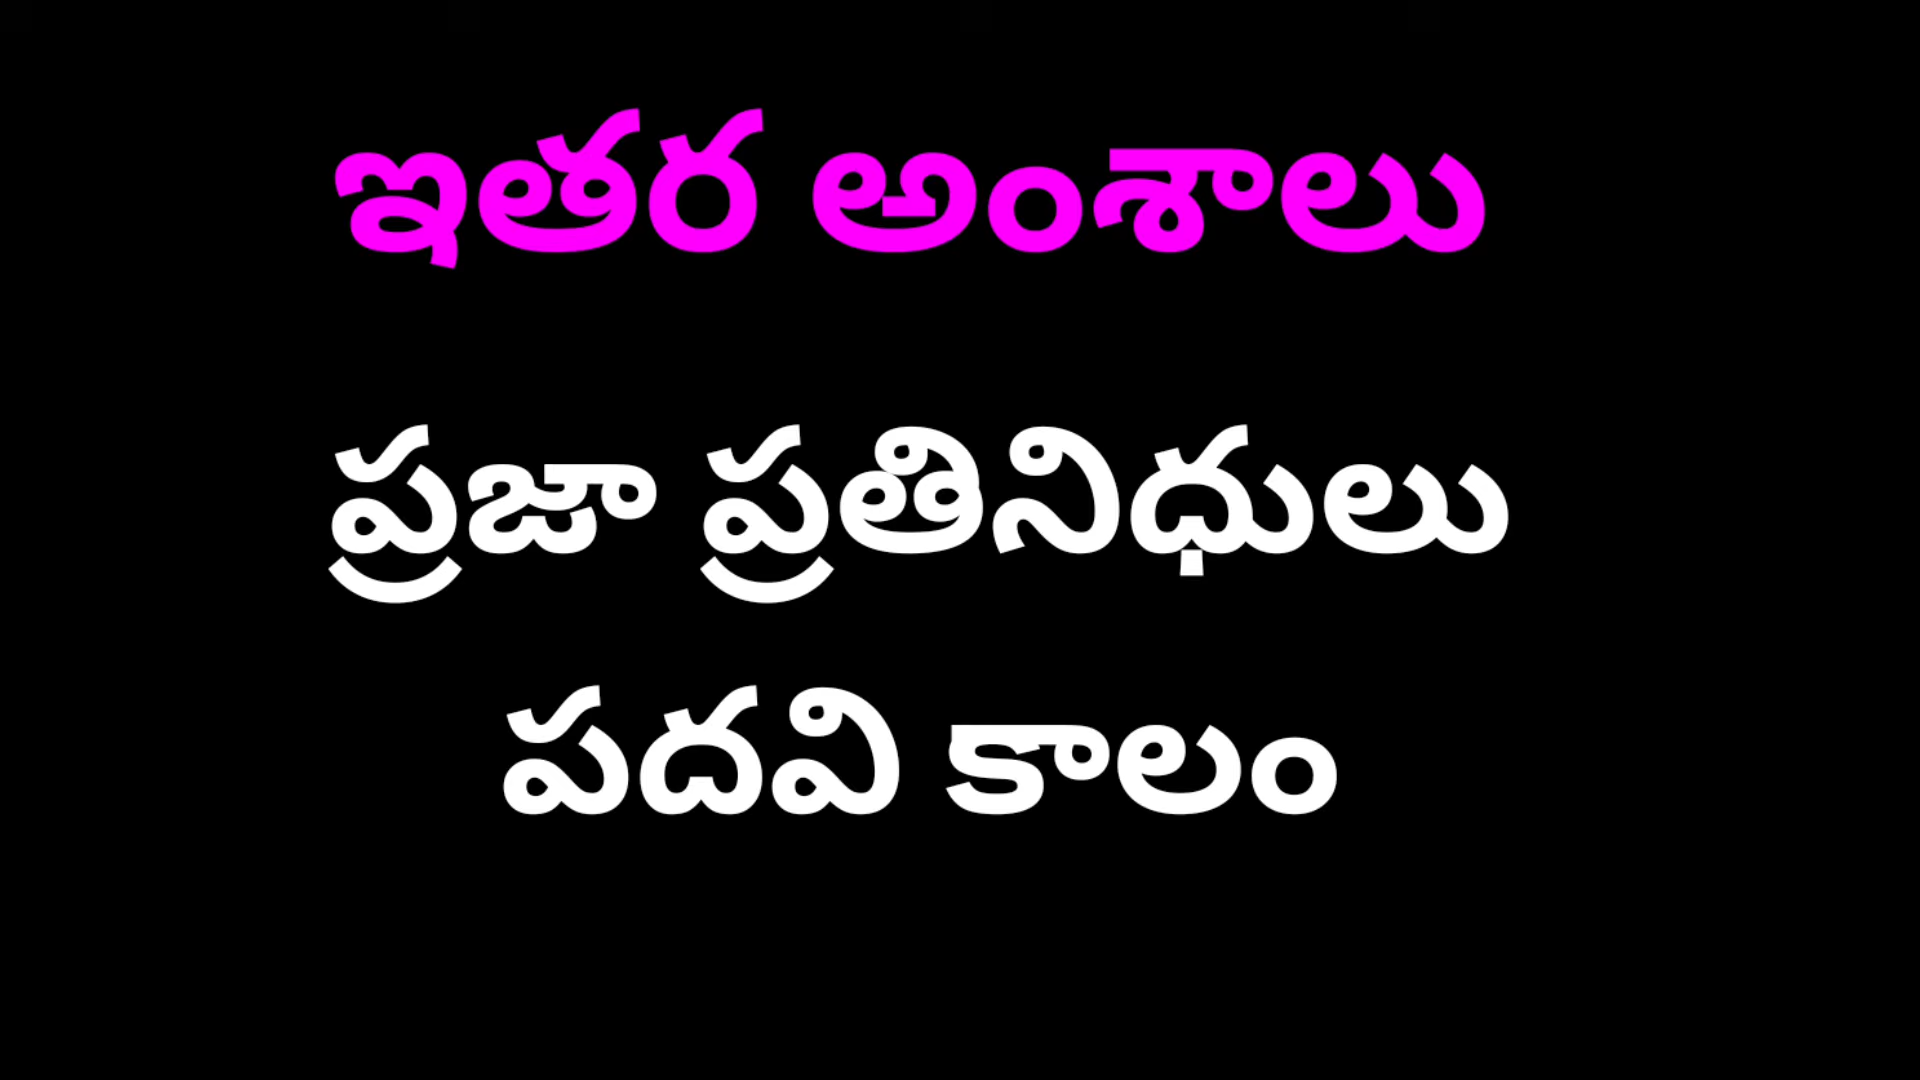 ఇతర అంశాలు
ప్రజా ప్రతినిధులు
పదవి కాలం